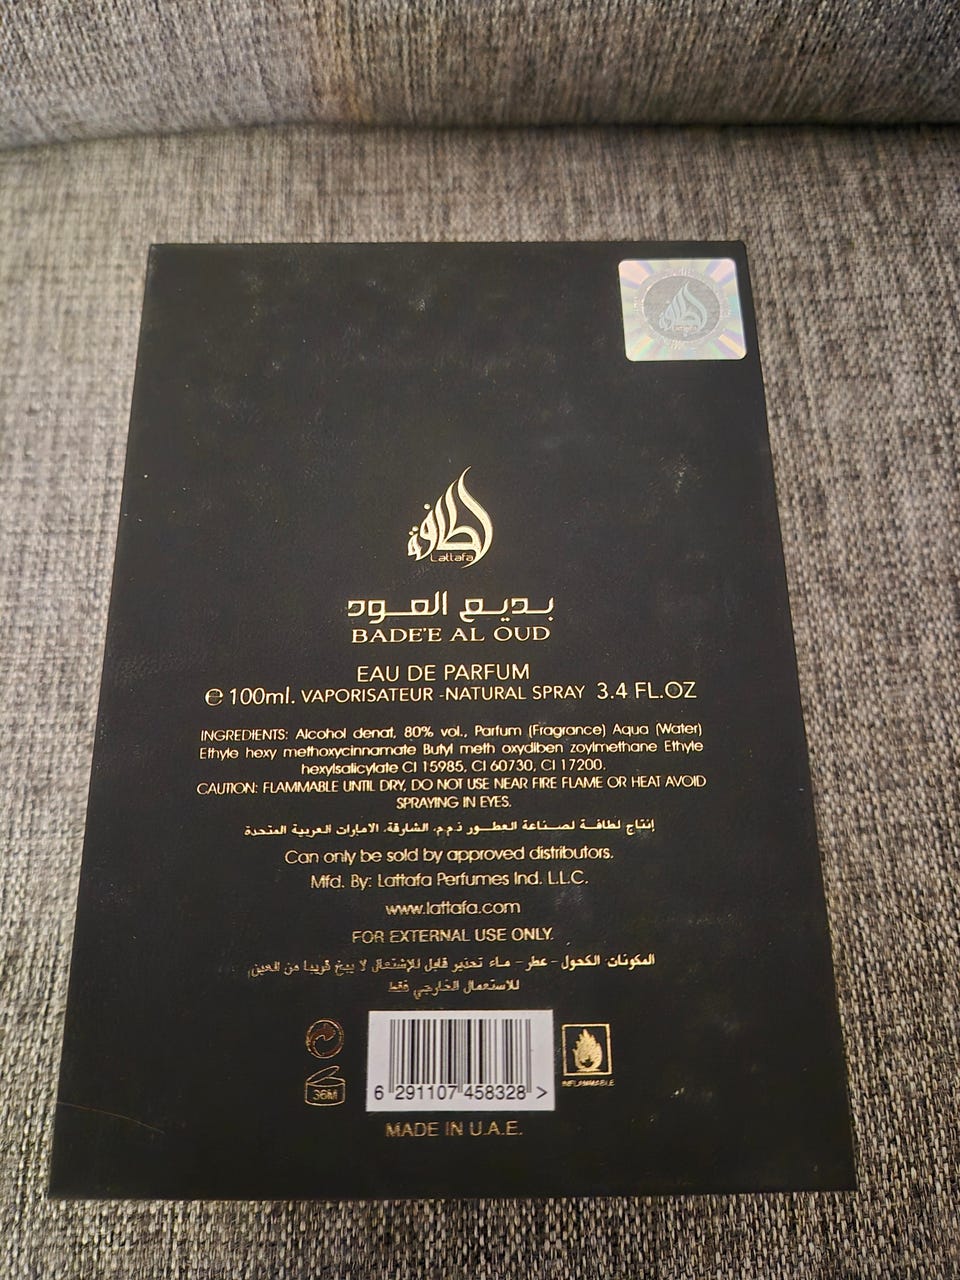 لطافة
Lattafa
لطافة
Lattafa
بديع العود
BADE'E AL OUD
EAU DE PARFUM
℮ 100ml. VAPORISATEUR -NATURAL SPRAY 3.4 FL.OZ
INGREDIENTS: Alcohol denat, 80% vol., Parfum (Fragrance) Aqua (Water)
Ethyle hexy methoxycinnamate Butyl meth oxydiben zoylmethane Ethyle
hexylsalicylate CI 15985, CI 60730, CI 17200.
CAUTION: FLAMMABLE UNTIL DRY, DO NOT USE NEAR FIRE FLAME OR HEAT AVOID
SPRAYING IN EYES.
إنتاج لطافة لصناعة العطور ذ.م.م. الشارقة، الامارات العربية المتحدة
Can only be sold by approved distributors.
Mfd. By: Lattafa Perfumes Ind. L.L.C.
www.lattafa.com
FOR EXTERNAL USE ONLY.
المكونات: الكحول - عطر - ماء تحذير قابل للإشتعال لا يبخ قريبا من العين
للاستعمال الخارجي فقط
36M
6 291107 458328 >
INFLAMMABLE
MADE IN U.A.E.